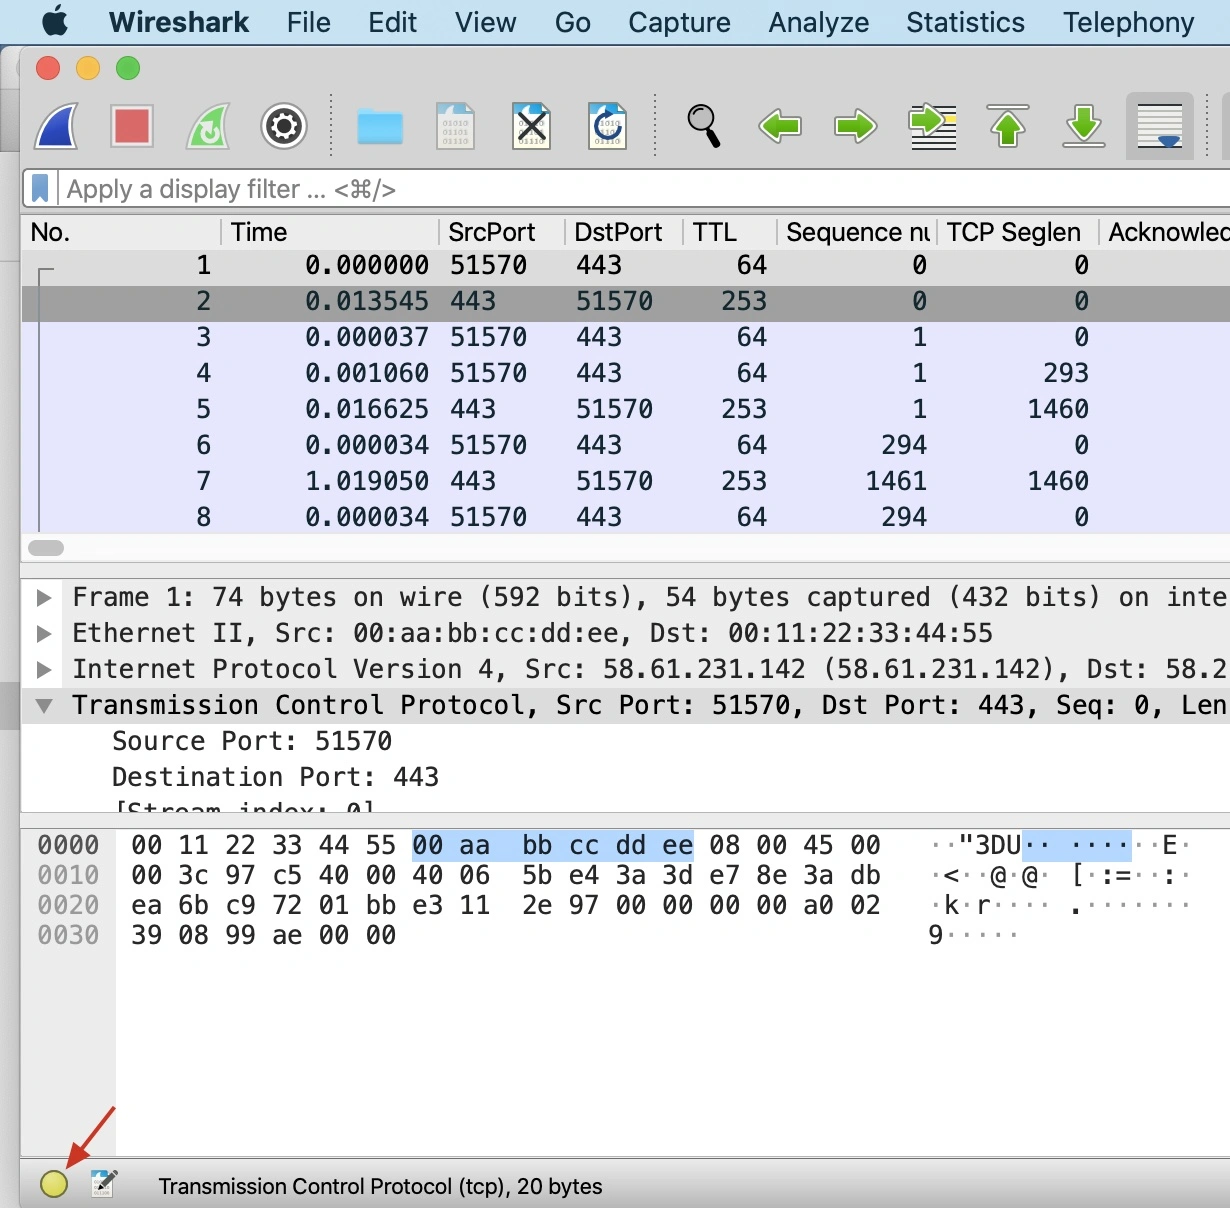 Wireshark File Edit View Go Capture Analyze Statistics Telephony
Apply a display filter ... <⌘/>
No. Time SrcPort DstPort TTL Sequence nu TCP Seglen Acknowled
1 0.000000 51570 443 64 0 0
2 0.013545 443 51570 253 0 0
3 0.000037 51570 443 64 1 0
4 0.001060 51570 443 64 1 293
5 0.016625 443 51570 253 1 1460
6 0.000034 51570 443 64 294 0
7 1.019050 443 51570 253 1461 1460
8 0.000034 51570 443 64 294 0
Frame 1: 74 bytes on wire (592 bits), 54 bytes captured (432 bits) on inte
Ethernet II, Src: 00:aa:bb:cc:dd:ee, Dst: 00:11:22:33:44:55
Internet Protocol Version 4, Src: 58.61.231.142 (58.61.231.142), Dst: 58.2
Transmission Control Protocol, Src Port: 51570, Dst Port: 443, Seq: 0, Len
Source Port: 51570
Destination Port: 443
[Stream index: 0]
0000 00 11 22 33 44 55 00 aa bb cc dd ee 08 00 45 00 ··"3DU·· ······E·
0010 00 3c 97 c5 40 00 40 06 5b e4 3a 3d e7 8e 3a db ·<··@·@· [·:=··:·
0020 ea 6b c9 72 01 bb e3 11 2e 97 00 00 00 00 a0 02 ·k·r···· .·······
0030 39 08 99 ae 00 00 9·····
Transmission Control Protocol (tcp), 20 bytes